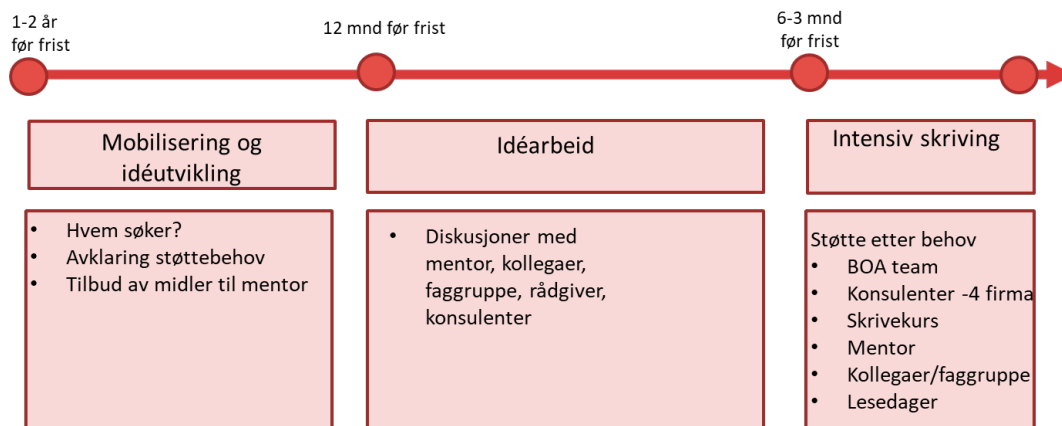 1-2 år
før frist
12 mnd før frist
6-3 mnd
før frist
Mobilisering og
idéutvikling
Idéarbeid
Intensiv skriving
• Hvem søker?
• Avklaring støttebehov
• Tilbud av midler til mentor
• Diskusjoner med
mentor, kollegaer,
faggruppe, rådgiver,
konsulenter
Støtte etter behov
• BOA team
• Konsulenter -4 firma
• Skrivekurs
• Mentor
• Kollegaer/faggruppe
• Lesedager